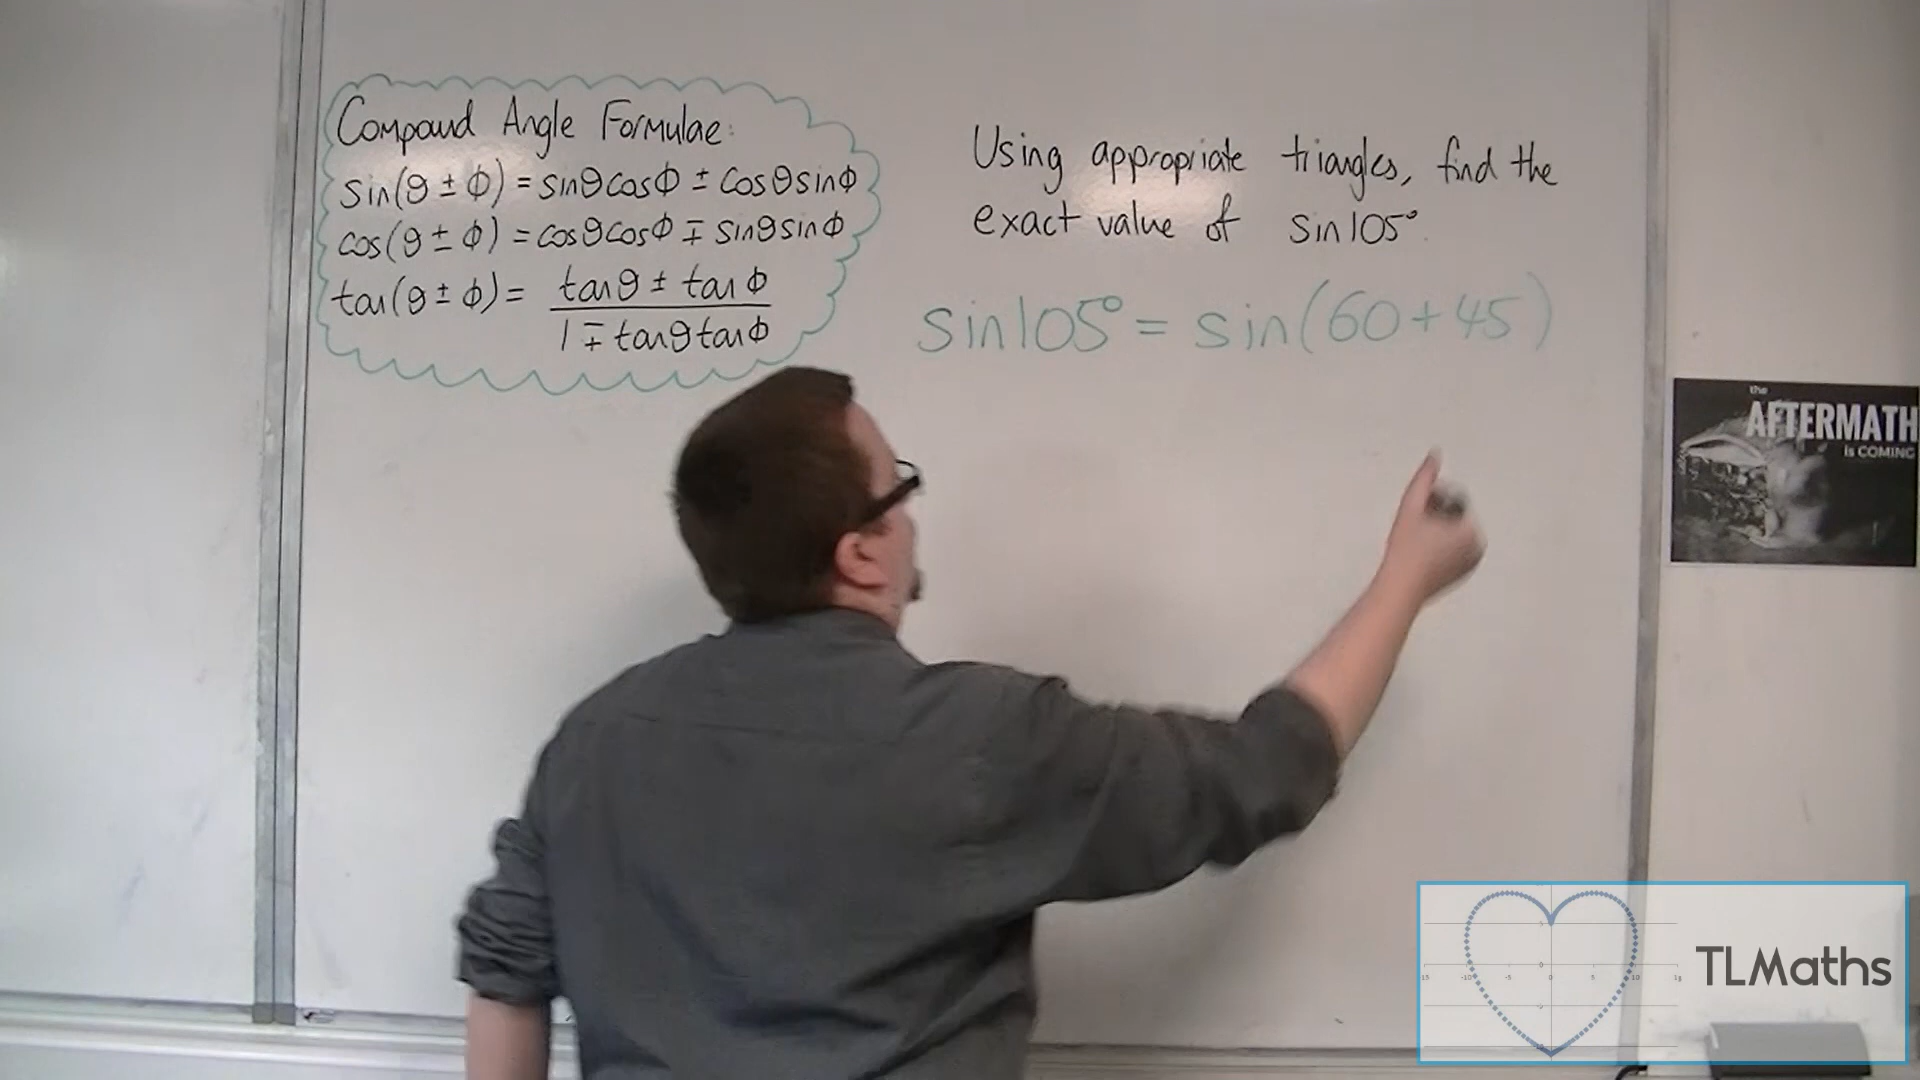 Compound Angle Formulae:
sin(θ ± ϕ) = sinθcosϕ ± cosθsinϕ
cos(θ ± ϕ) = cosθcosϕ ∓ sinθsinϕ
tan(θ ± ϕ) = tanθ ± tanϕ
1 ∓ tanθtanϕ
Using appropriate triangles, find the
exact value of sin105°.
sin105° = sin(60+45)
the
AFTERMATH
is COMING
TLMaths